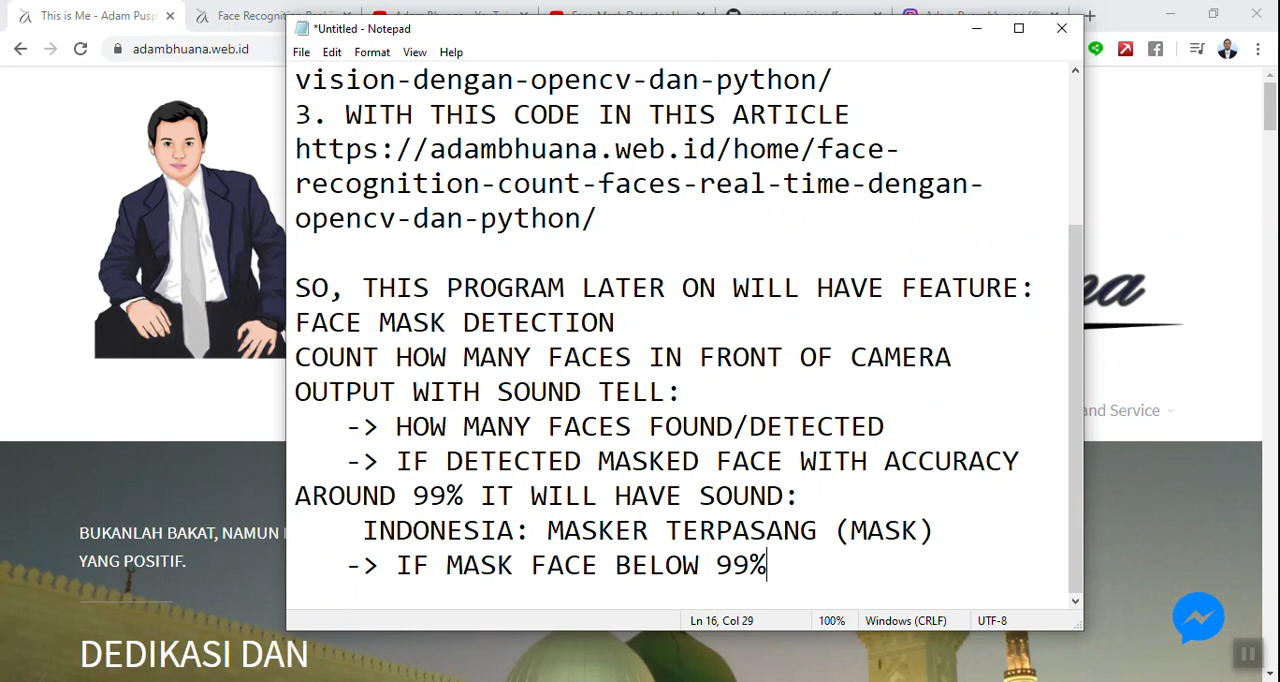 This is Me - Adam Pusp
Face Recognition
*Untitled - Notepad
adambhuana.web.id
File Edit Format View Help
vision-dengan-opencv-dan-python/
3. WITH THIS CODE IN THIS ARTICLE
https://adambhuana.web.id/home/face-
recognition-count-faces-real-time-dengan-
opencv-dan-python/
SO, THIS PROGRAM LATER ON WILL HAVE FEATURE:
FACE MASK DETECTION
COUNT HOW MANY FACES IN FRONT OF CAMERA
OUTPUT WITH SOUND TELL:
-> HOW MANY FACES FOUND/DETECTED
-> IF DETECTED MASKED FACE WITH ACCURACY
AROUND 99% IT WILL HAVE SOUND:
INDONESIA: MASKER TERPASANG (MASK)
-> IF MASK FACE BELOW 99%
Ln 16, Col 29 100% Windows (CRLF) UTF-8
and Service
BUKANLAH BAKAT, NAMUN
YANG POSITIF.
DEDIKASI DAN